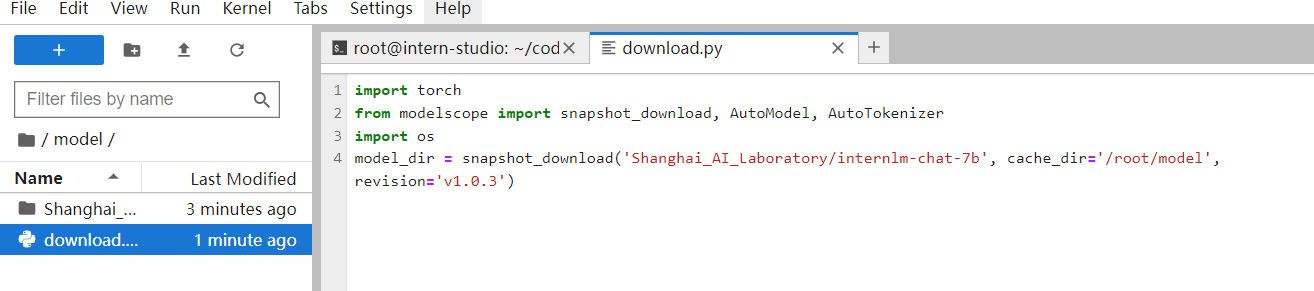 File Edit View Run Kernel Tabs Settings Help
+
Filter files by name
/ model /
Name Last Modified
Shanghai_... 3 minutes ago
download.... 1 minute ago
root@intern-studio: ~/cod
download.py
+
1 import torch
2 from modelscope import snapshot_download, AutoModel, AutoTokenizer
3 import os
4 model_dir = snapshot_download('Shanghai_AI_Laboratory/internlm-chat-7b', cache_dir='/root/model',
revision='v1.0.3')